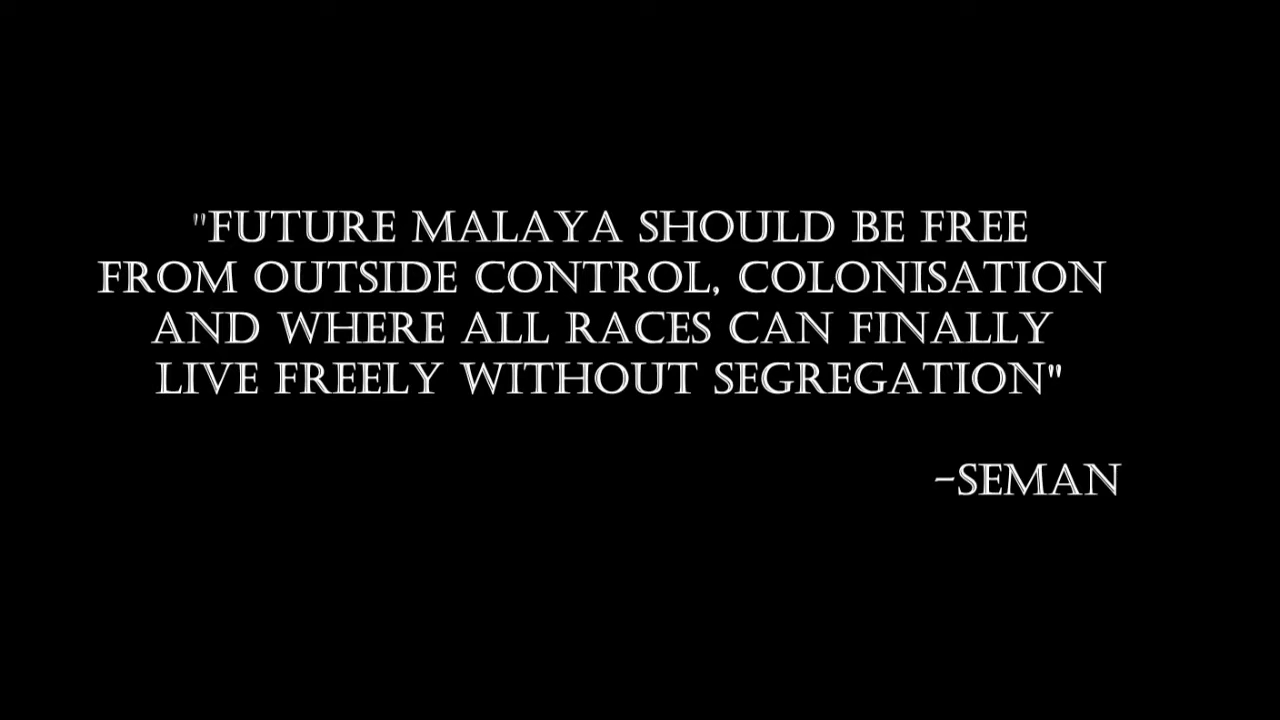 "FUTURE MALAYA SHOULD BE FREE
FROM OUTSIDE CONTROL, COLONISATION
AND WHERE ALL RACES CAN FINALLY
LIVE FREELY WITHOUT SEGREGATION"
-SEMAN